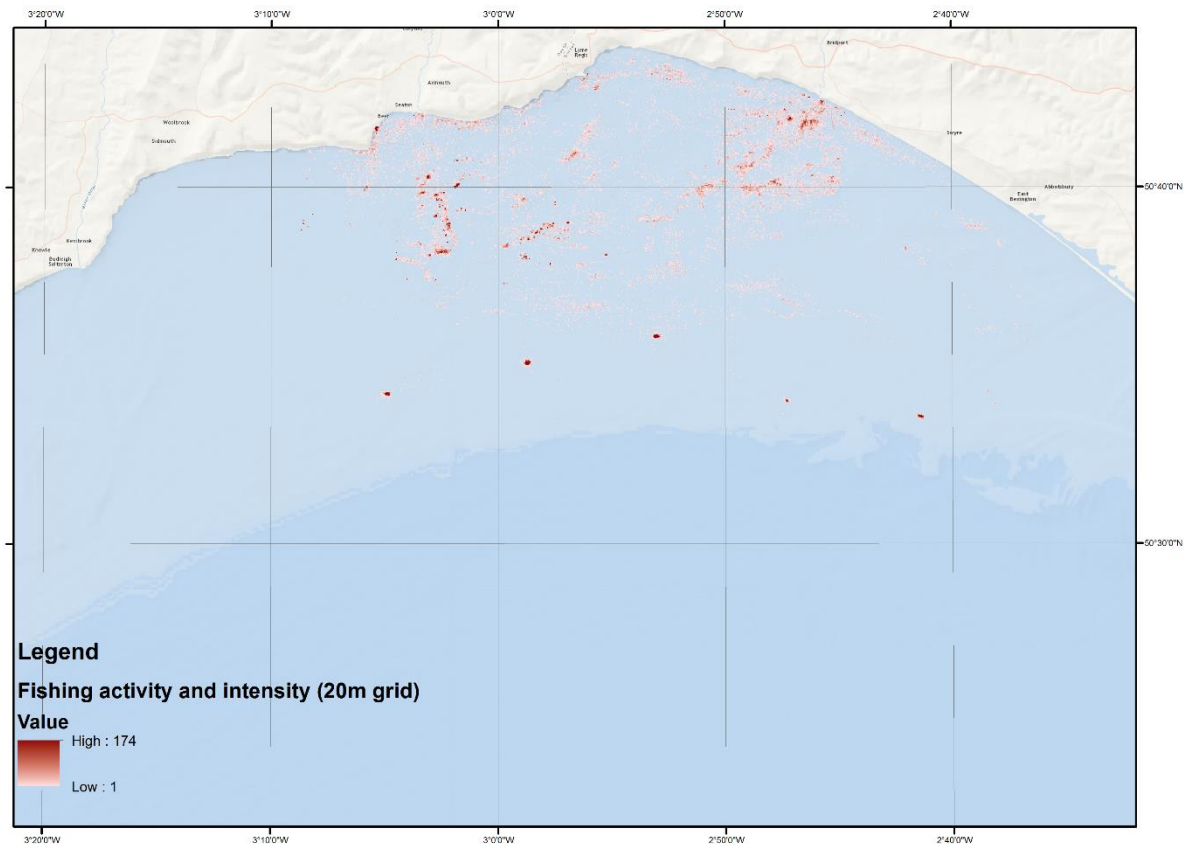 3°20'0"W 3°10'0"W 3°0'0"W 2°50'0"W 2°40'0"W
Lyme
Regis
Bridport
Axmouth
Seaton
Beer
Woolbrook
Sidmouth
Swyre
50°40'0"N
East
Bexington
Abbotsbury
Kersbrook
Knowle
Budleigh
Salterton
50°30'0"N
Legend
Fishing activity and intensity (20m grid)
Value
High : 174
Low : 1
3°20'0"W 3°10'0"W 3°0'0"W 2°50'0"W 2°40'0"W